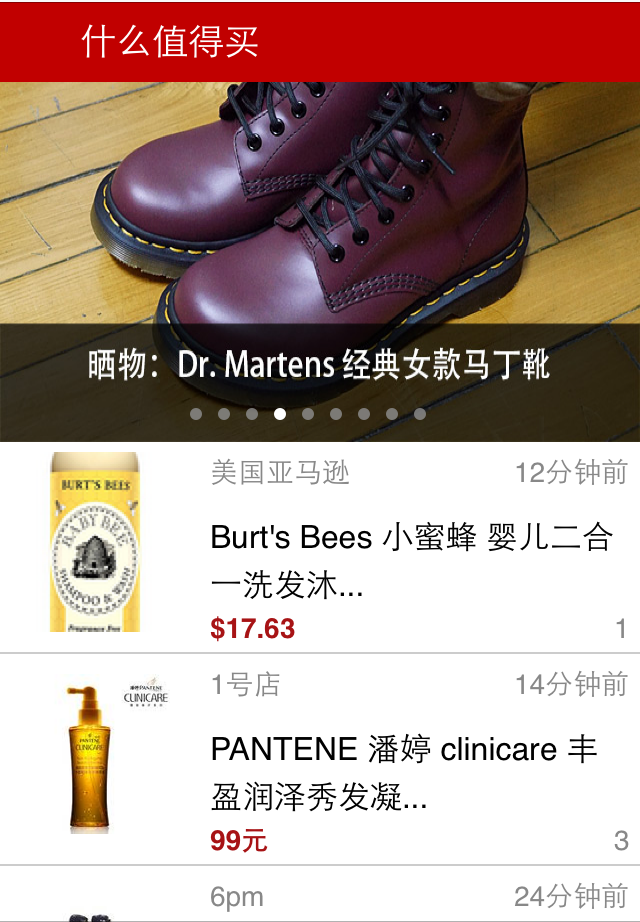 什么值得买
晒物：Dr. Martens 经典女款马丁靴
美国亚马逊
12分钟前
BURT'S BEES
BABY BEE
SHAMPOO & WASH
Fragrance Free
Burt's Bees 小蜜蜂 婴儿二合
一洗发沐...
$17.63
1
1号店
14分钟前
PANTENE
CLINICARE
PANTENE
CLINICARE
PANTENE 潘婷 clinicare 丰
盈润泽秀发凝...
99元
3
6pm
24分钟前